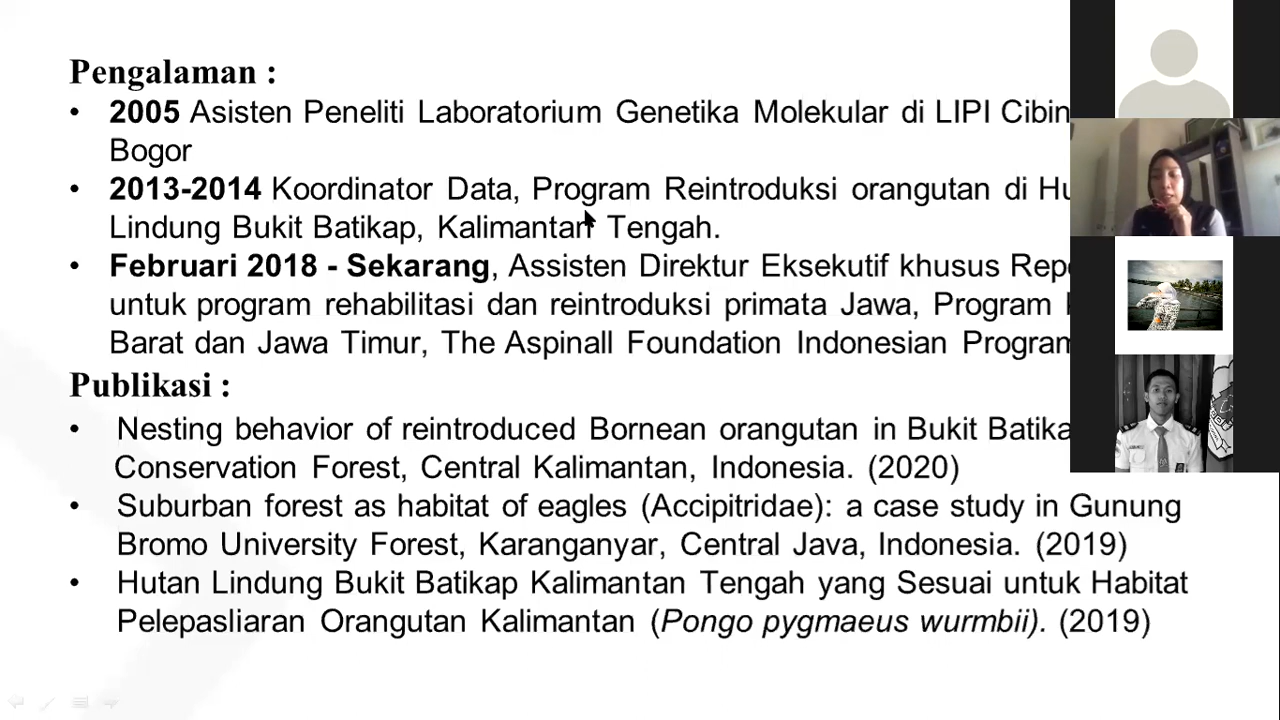 Pengalaman :
• 2005 Asisten Peneliti Laboratorium Genetika Molekular di LIPI
Bogor
• 2013-2014 Koordinator Data, Program Reintroduksi orangutan di
Lindung Bukit Batikap, Kalimantan Tengah.
• Februari 2018 - Sekarang, Assisten Direktur Eksekutif khusus
untuk program rehabilitasi dan reintroduksi primata Jawa, Program
Barat dan Jawa Timur, The Aspinall Foundation Indonesian Program
Publikasi :
• Nesting behavior of reintroduced Bornean orangutan in Bukit
Conservation Forest, Central Kalimantan, Indonesia. (2020)
• Suburban forest as habitat of eagles (Accipitridae): a case study in Gunung
Bromo University Forest, Karanganyar, Central Java, Indonesia. (2019)
• Hutan Lindung Bukit Batikap Kalimantan Tengah yang Sesuai untuk Habitat
Pelepasliaran Orangutan Kalimantan (Pongo pygmaeus wurmbii). (2019)